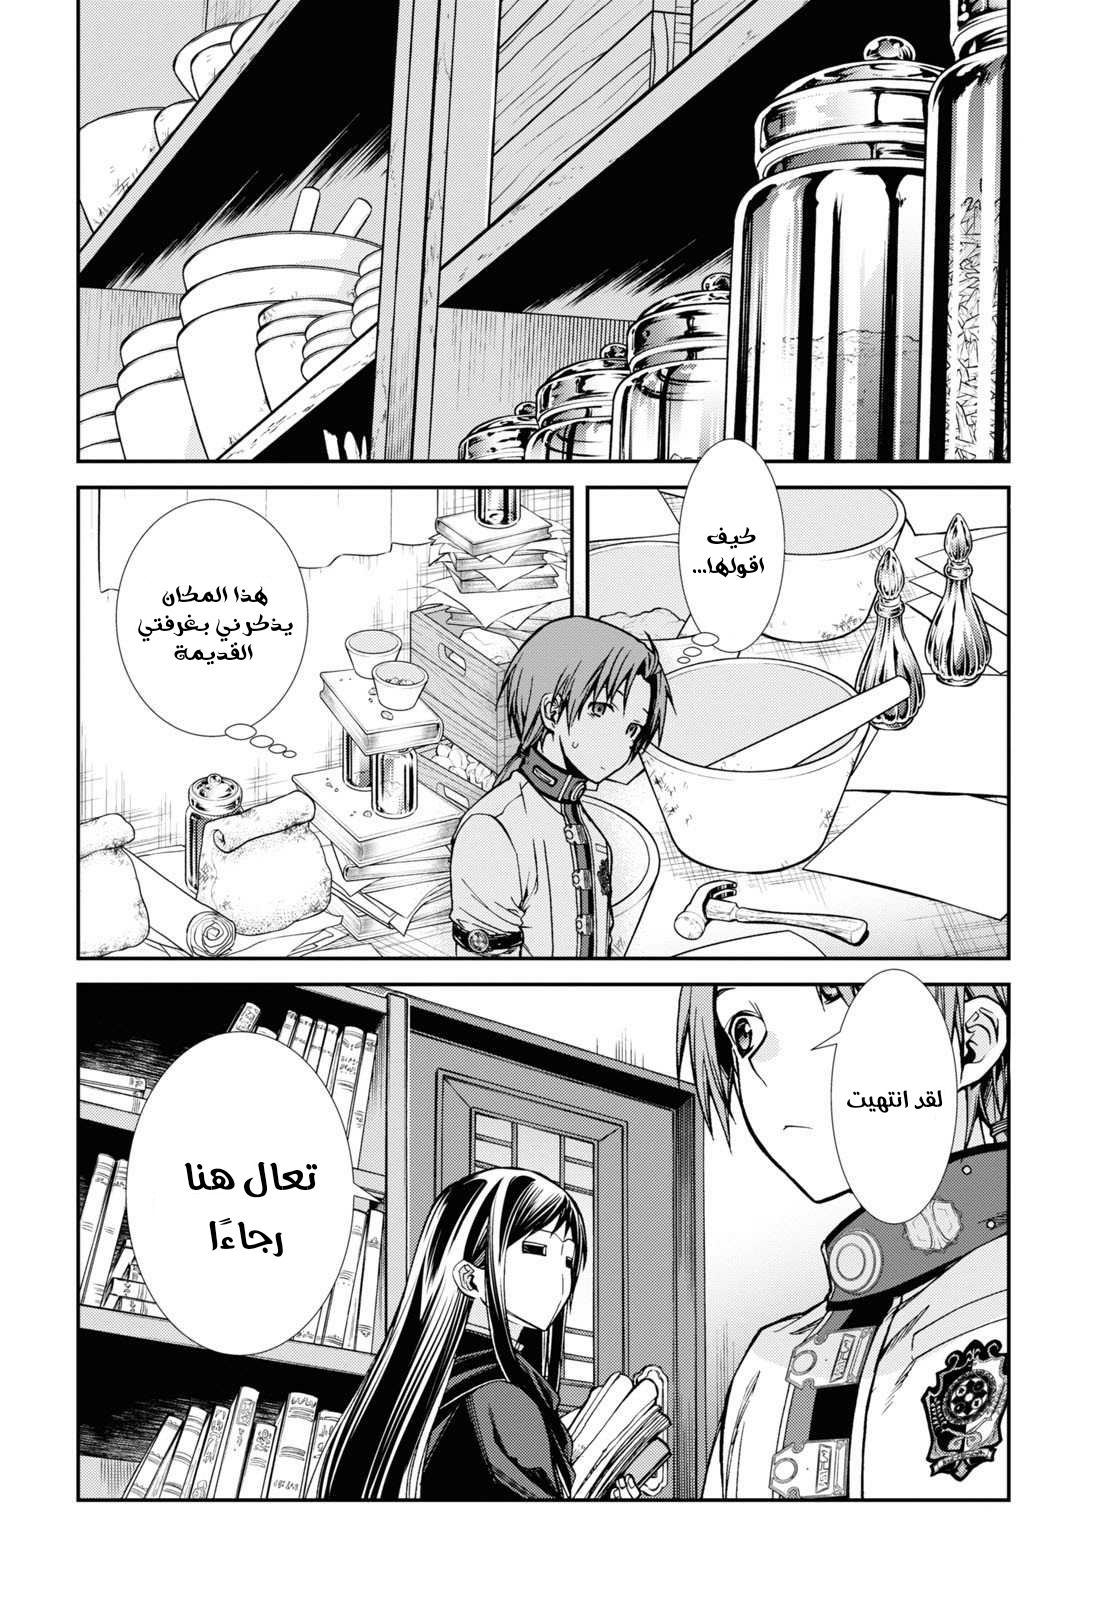 كيف
اقولها...
هذا المكان
يذكرني بغرفتي
القديمة
لقد انتهيت
تعال هنا
رجاءًا